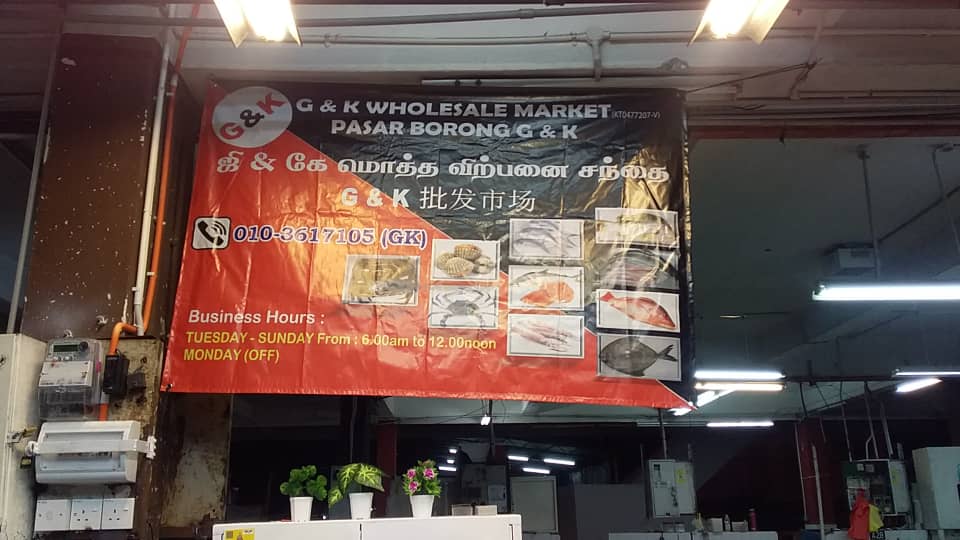 G&K
G & K WHOLESALE MARKET (KT0477207-V)
PASAR BORONG G & K
ஜி & கே மொத்த விற்பனை சந்தை
G & K 批发市场
010-3617105 (GK)
Business Hours :
TUESDAY - SUNDAY From : 6.00am to 12.00noon
MONDAY (OFF)